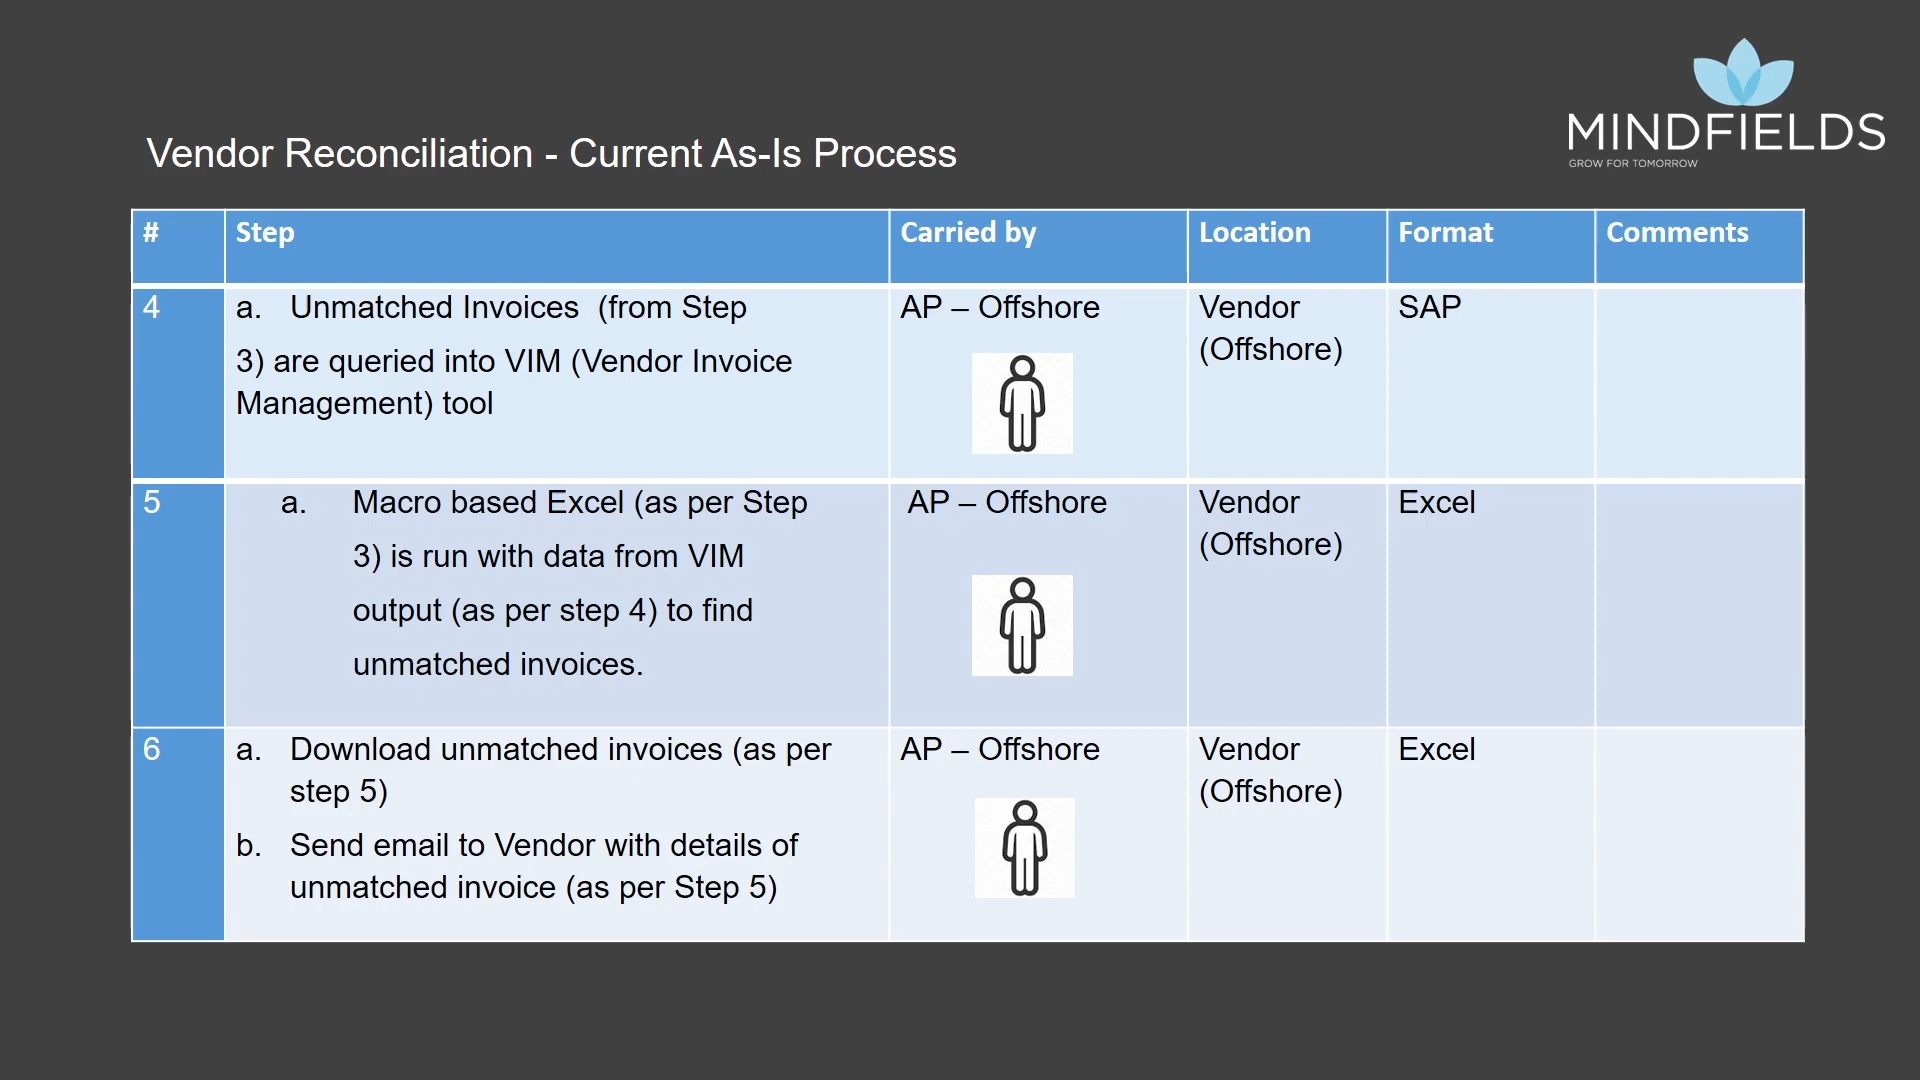 MINDFIELDS
GROW FOR TOMORROW
Vendor Reconciliation - Current As-Is Process
# Step Carried by Location Format Comments
4 a. Unmatched Invoices (from Step AP – Offshore Vendor SAP
(Offshore)
3) are queried into VIM (Vendor Invoice
Management) tool
5 a. Macro based Excel (as per Step AP – Offshore Vendor Excel
(Offshore)
3) is run with data from VIM
output (as per step 4) to find
unmatched invoices.
6 a. Download unmatched invoices (as per AP – Offshore Vendor Excel
step 5) (Offshore)
b. Send email to Vendor with details of
unmatched invoice (as per Step 5)